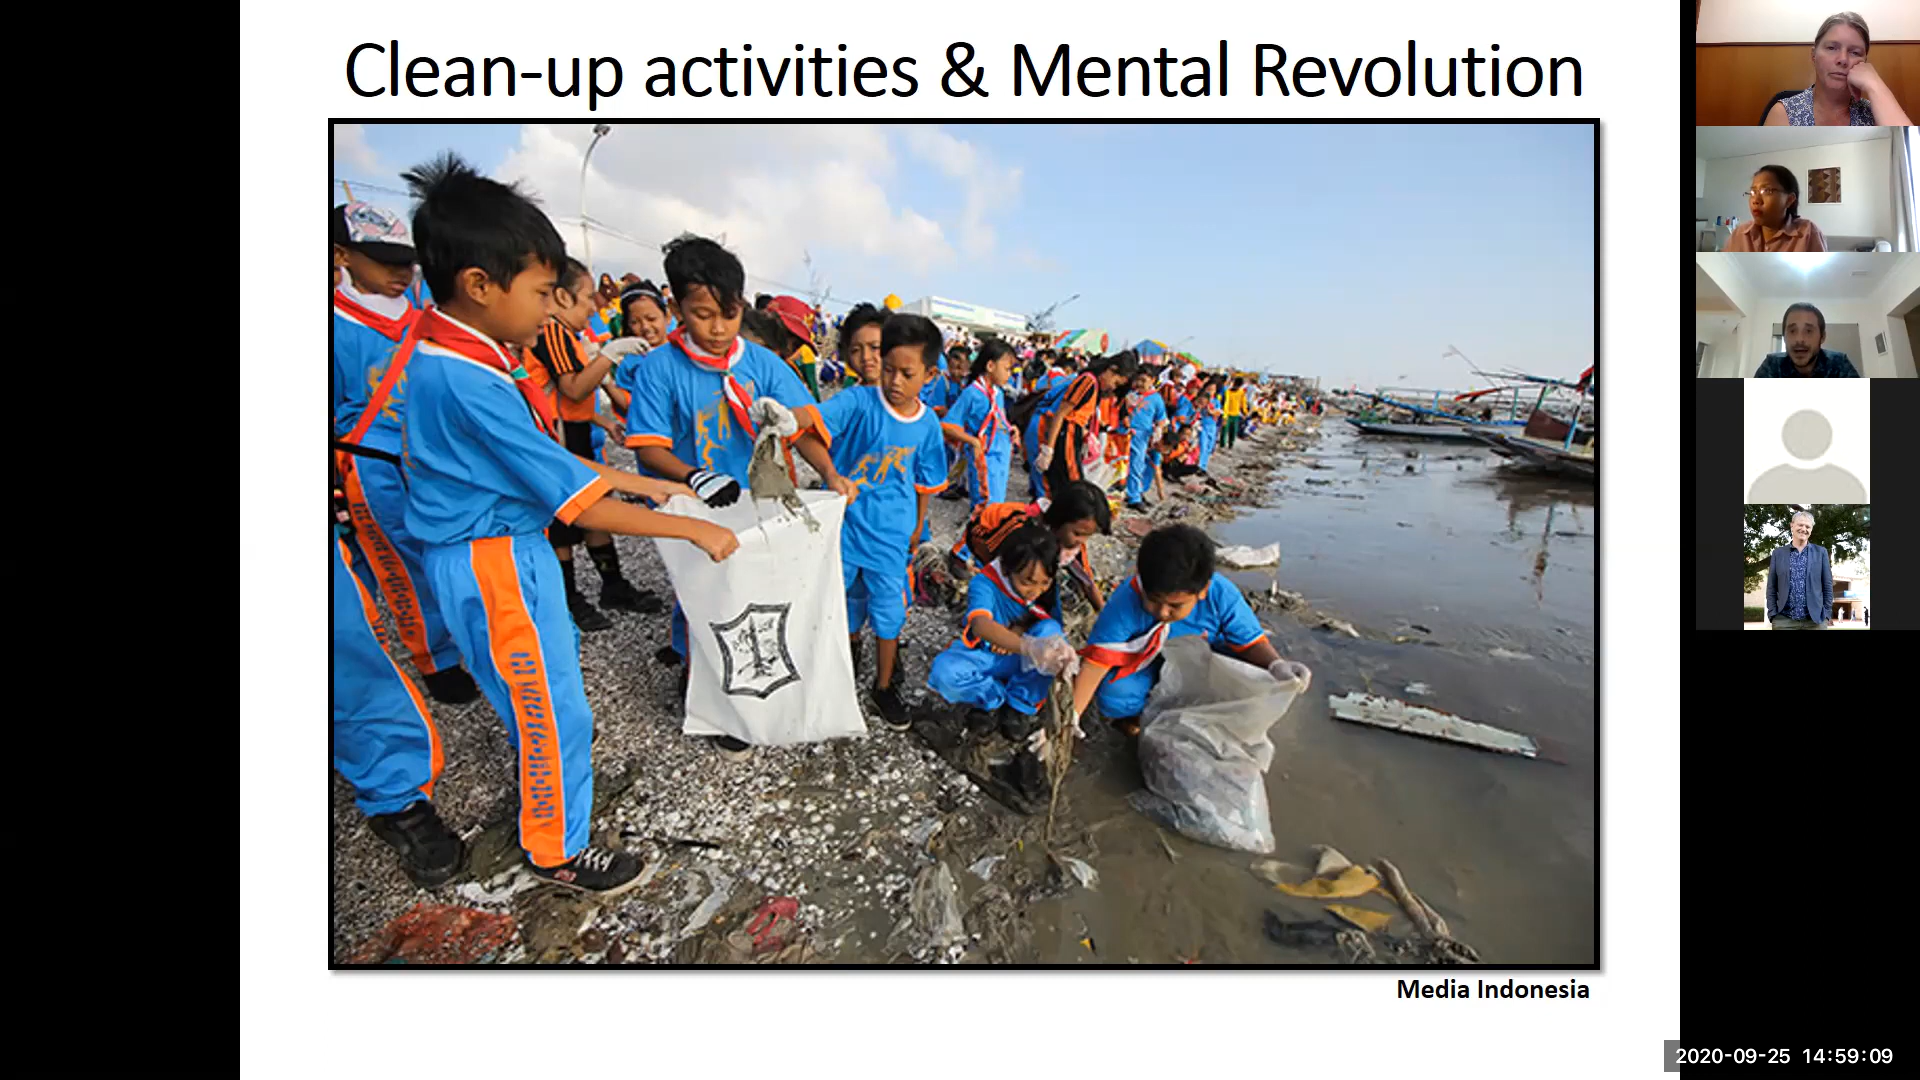 Clean-up activities & Mental Revolution
Media Indonesia
2020-09-25 14:59:09